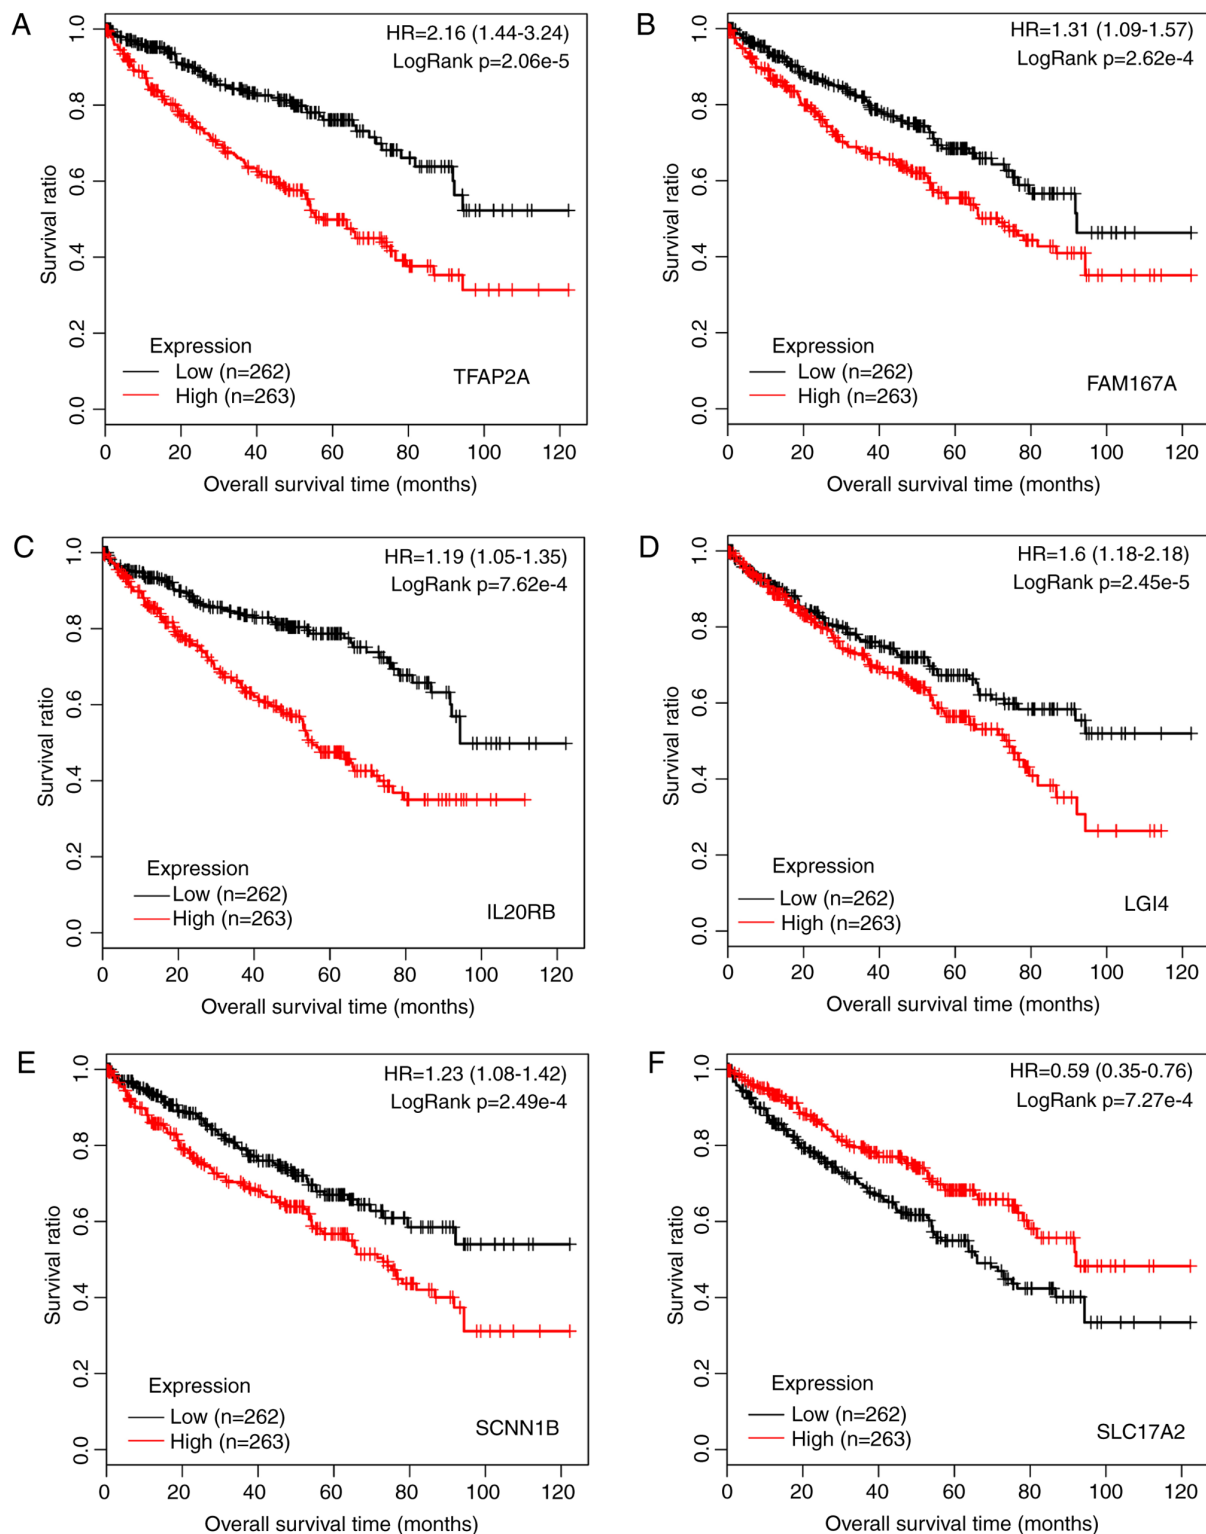 A
HR=2.16 (1.44-3.24)
LogRank p=2.06e-5
Survival ratio
1.0
0.8
0.6
0.4
0.2
0.0
Expression
Low (n=262)
High (n=263)
TFAP2A
0 20 40 60 80 100 120
Overall survival time (months)
B
HR=1.31 (1.09-1.57)
LogRank p=2.62e-4
Survival ratio
1.0
0.8
0.6
0.4
0.2
0.0
Expression
Low (n=262)
High (n=263)
FAM167A
0 20 40 60 80 100 120
Overall survival time (months)
C
HR=1.19 (1.05-1.35)
LogRank p=7.62e-4
Survival ratio
1.0
0.8
0.6
0.4
0.2
0.0
Expression
Low (n=262)
High (n=263)
IL20RB
0 20 40 60 80 100 120
Overall survival time (months)
D
HR=1.6 (1.18-2.18)
LogRank p=2.45e-5
Survival ratio
1.0
0.8
0.6
0.4
0.2
0.0
Expression
Low (n=262)
High (n=263)
LGI4
0 20 40 60 80 100 120
Overall survival time (months)
E
HR=1.23 (1.08-1.42)
LogRank p=2.49e-4
Survival ratio
1.0
0.8
0.6
0.4
0.2
0.0
Expression
Low (n=262)
High (n=263)
SCNN1B
0 20 40 60 80 100 120
Overall survival time (months)
F
HR=0.59 (0.35-0.76)
LogRank p=7.27e-4
Survival ratio
1.0
0.8
0.6
0.4
0.2
0.0
Expression
Low (n=262)
High (n=263)
SLC17A2
0 20 40 60 80 100 120
Overall survival time (months)